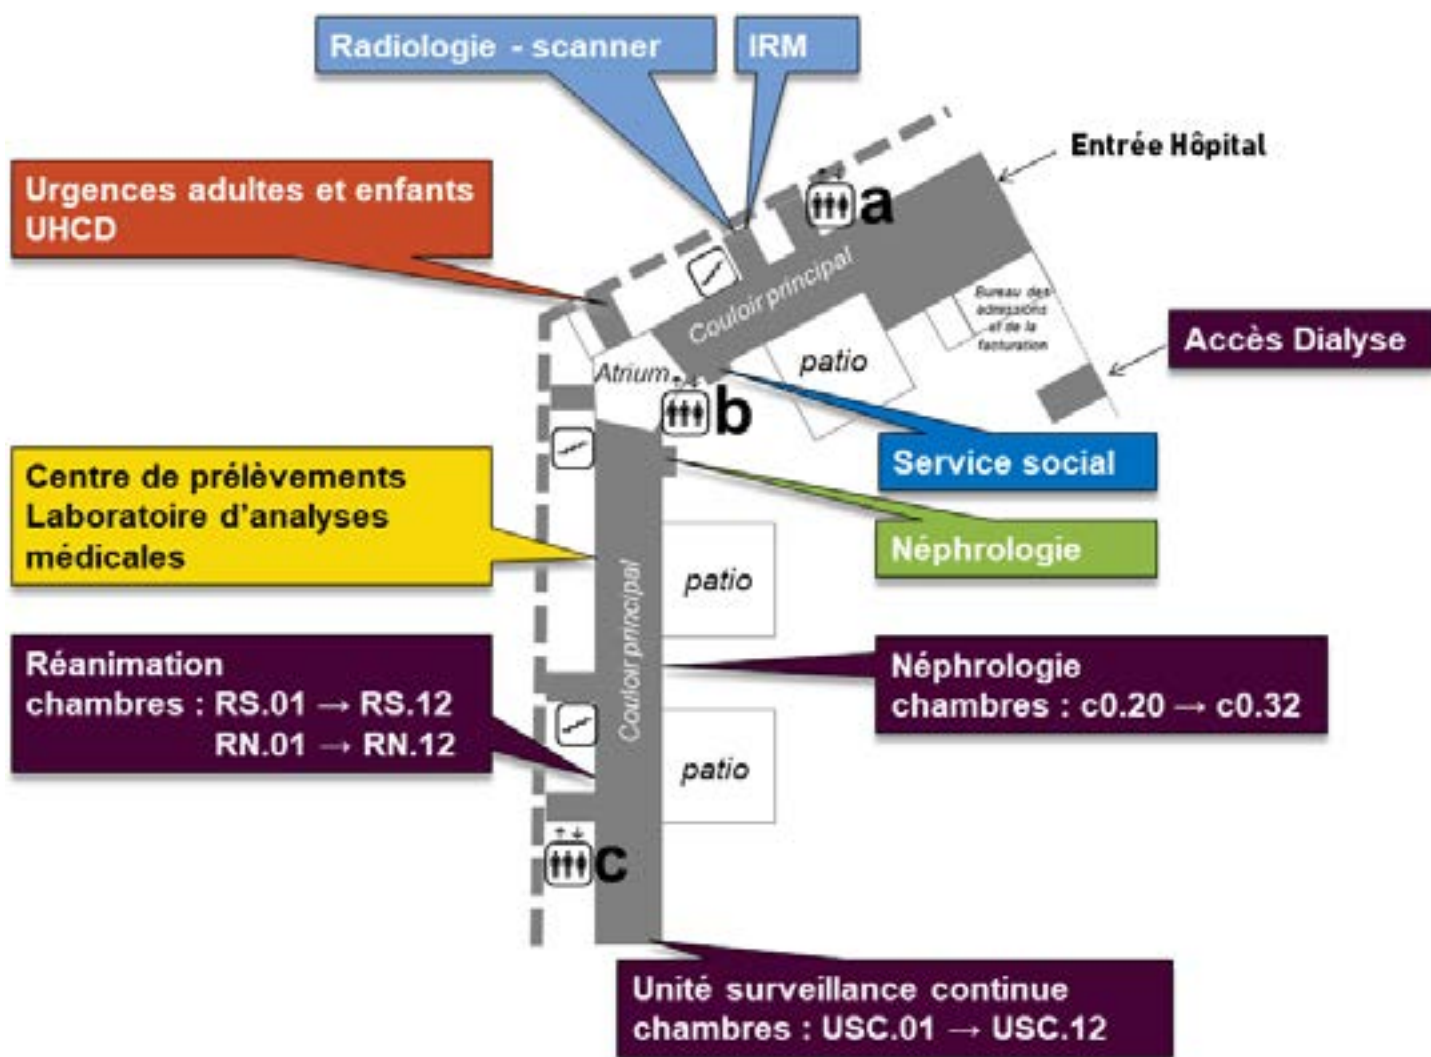 Radiologie - scanner
IRM
Entrée Hôpital
Urgences adultes et enfants
UHCD
a
Couloir principal
Bureau des
admissions
et de la
facturation
Accès Dialyse
patio
Atrium
b
Service social
Centre de prélèvements
Laboratoire d'analyses
médicales
Néphrologie
Couloir principal
patio
Réanimation
chambres : RS.01 → RS.12
RN.01 → RN.12
Néphrologie
chambres : c0.20 → c0.32
patio
c
Unité surveillance continue
chambres : USC.01 → USC.12